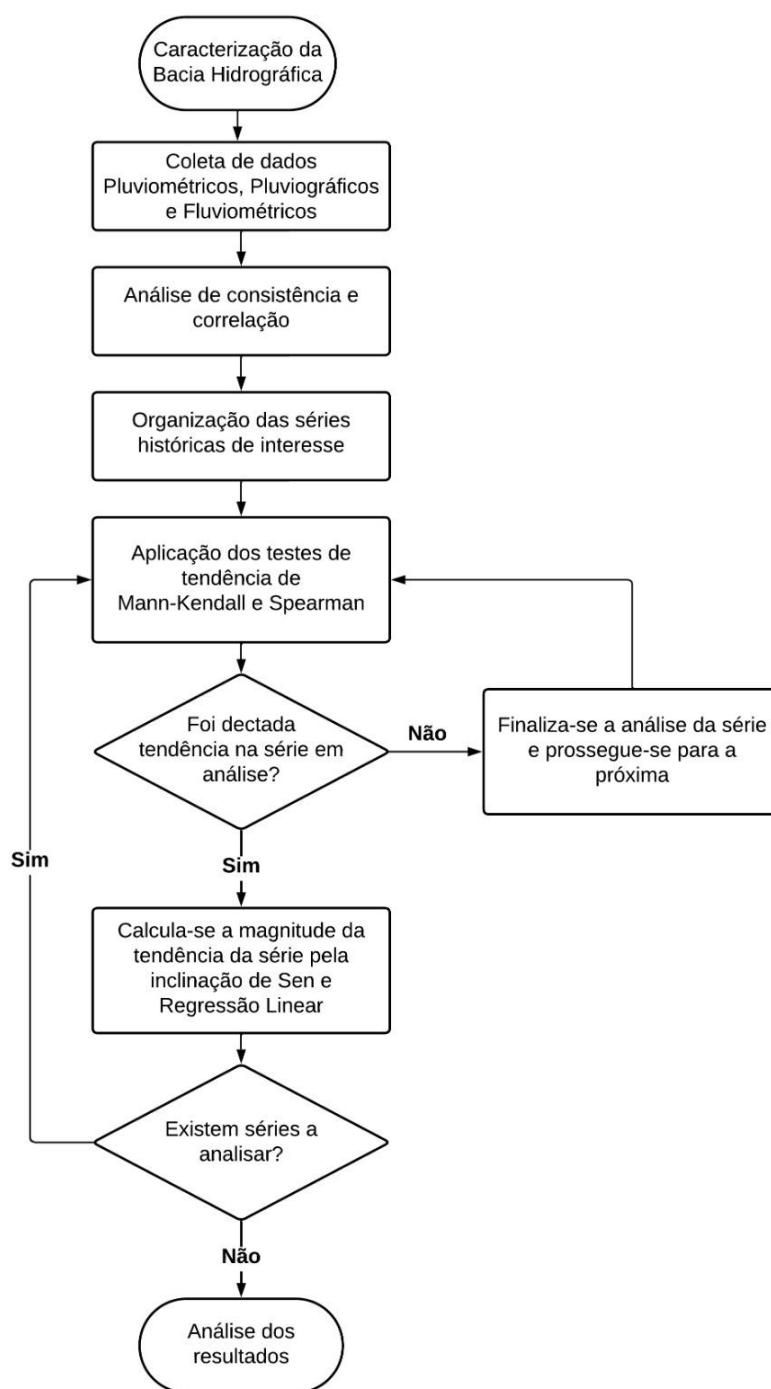 Caracterização da
Bacia Hidrográfica
Coleta de dados
Pluviométricos, Pluviográficos
e Fluviométricos
Análise de consistência e
correlação
Organização das séries
históricas de interesse
Aplicação dos testes de
tendência de
Mann-Kendall e Spearman
Foi dectada
tendência na série em
análise?
Não
Finaliza-se a análise da série
e prossegue-se para a
próxima
Sim
Sim
Calcula-se a magnitude da
tendência da série pela
inclinação de Sen e
Regressão Linear
Existem séries a
analisar?
Não
Análise dos
resultados